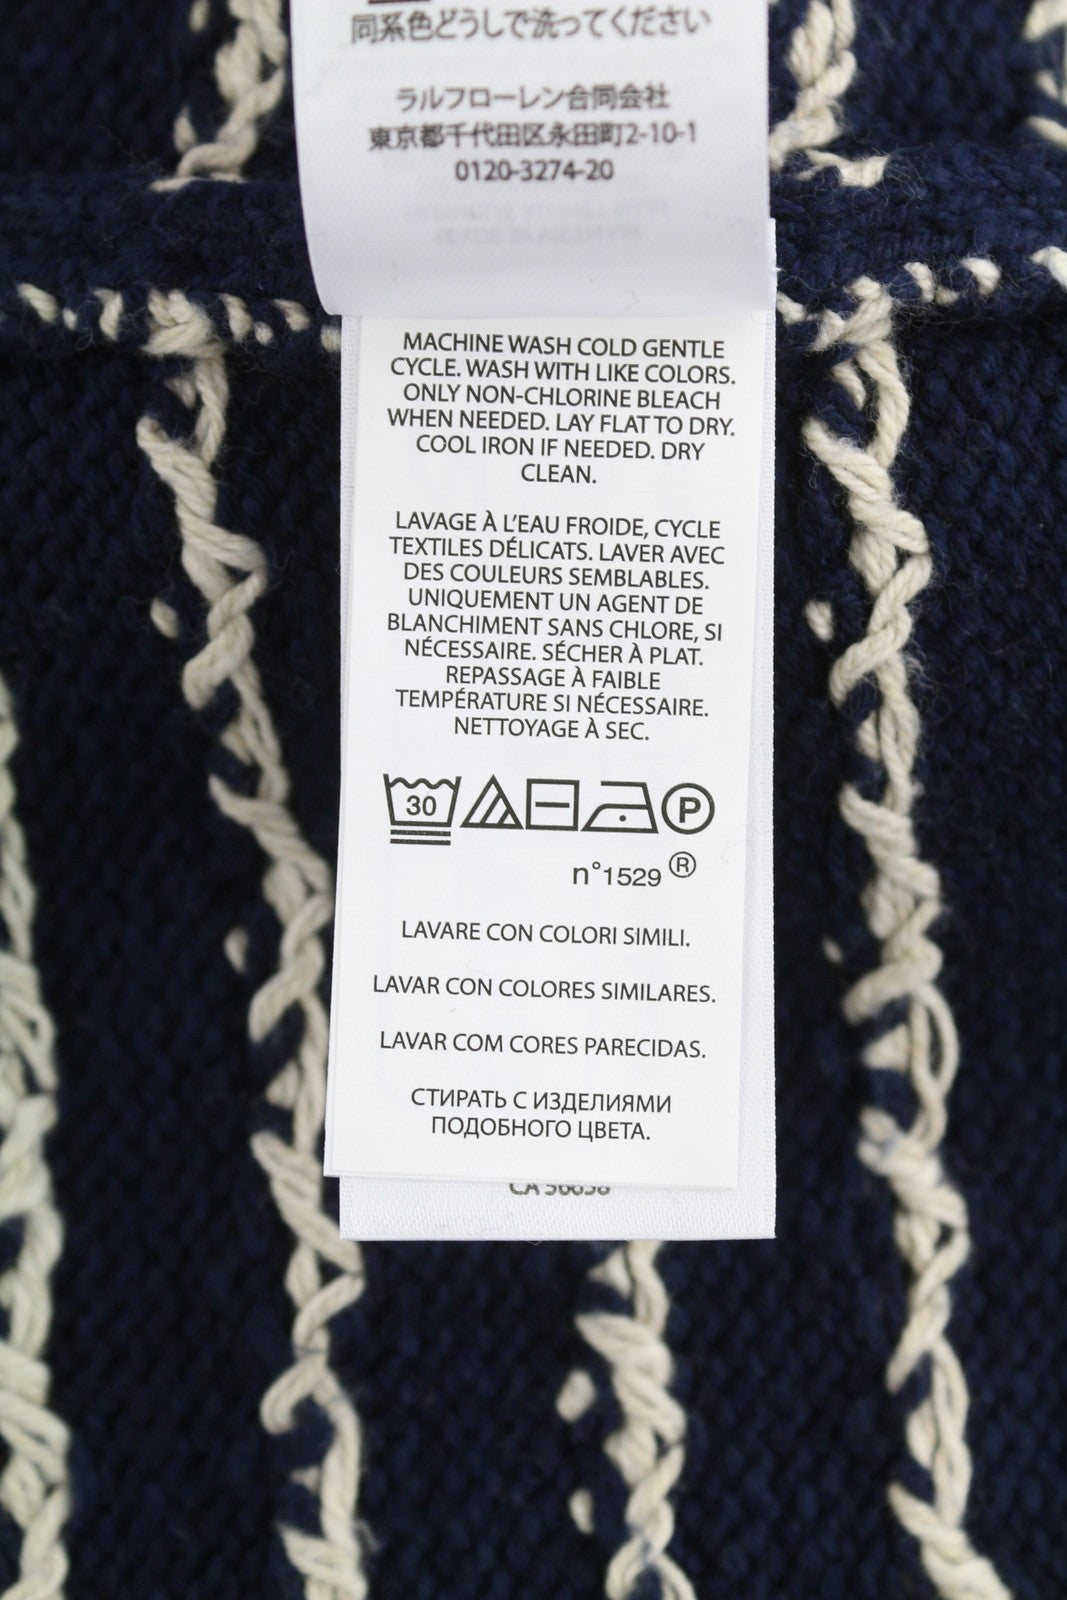 同系色どうしで洗ってください
ラルフローレン合同会社
東京都千代田区永田町2-10-1
0120-3274-20
MACHINE WASH COLD GENTLE
CYCLE. WASH WITH LIKE COLORS.
ONLY NON-CHLORINE BLEACH
WHEN NEEDED. LAY FLAT TO DRY.
COOL IRON IF NEEDED. DRY
CLEAN.
LAVAGE À L'EAU FROIDE, CYCLE
TEXTILES DÉLICATS. LAVER AVEC
DES COULEURS SEMBLABLES.
UNIQUEMENT UN AGENT DE
BLANCHIMENT SANS CHLORE, SI
NÉCESSAIRE. SÉCHER À PLAT.
REPASSAGE À FAIBLE
TEMPÉRATURE SI NÉCESSAIRE.
NETTOYAGE À SEC.
30 P
n°1529 ®
LAVARE CON COLORI SIMILI.
LAVAR CON COLORES SIMILARES.
LAVAR COM CORES PARECIDAS.
СТИРАТЬ С ИЗДЕЛИЯМИ
ПОДОБНОГО ЦВЕТА.
CA